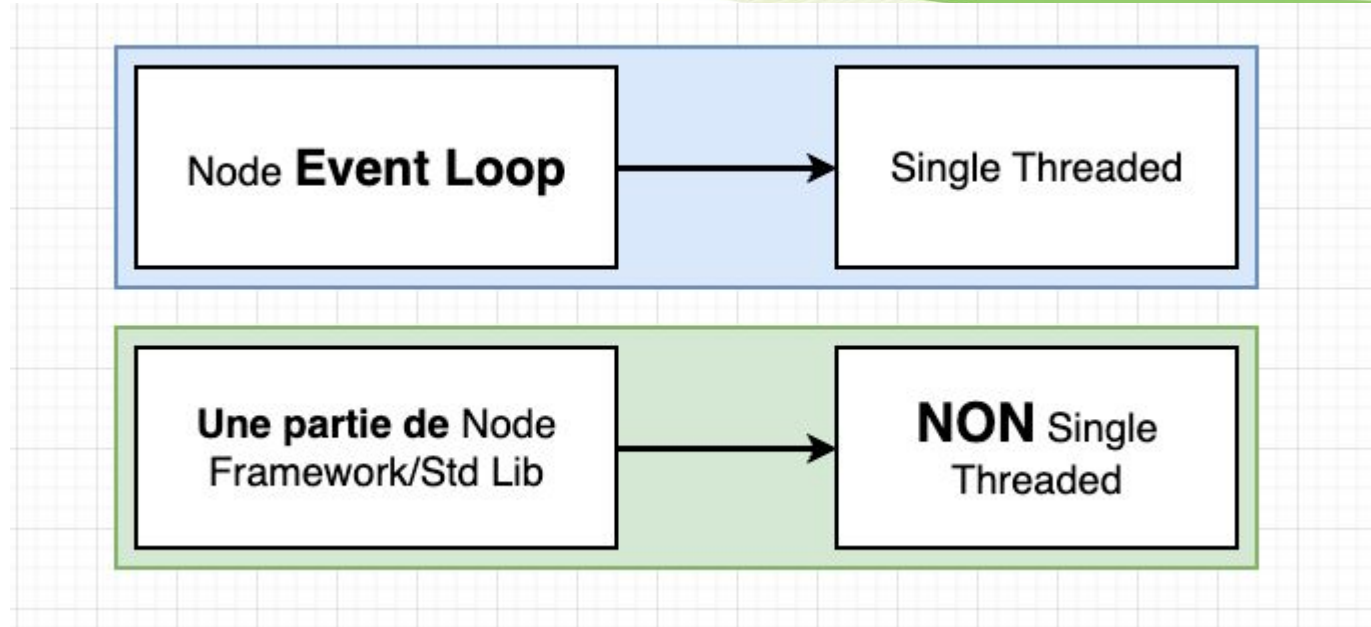 Node Event Loop
Single Threaded
Une partie de Node
Framework/Std Lib
NON Single
Threaded